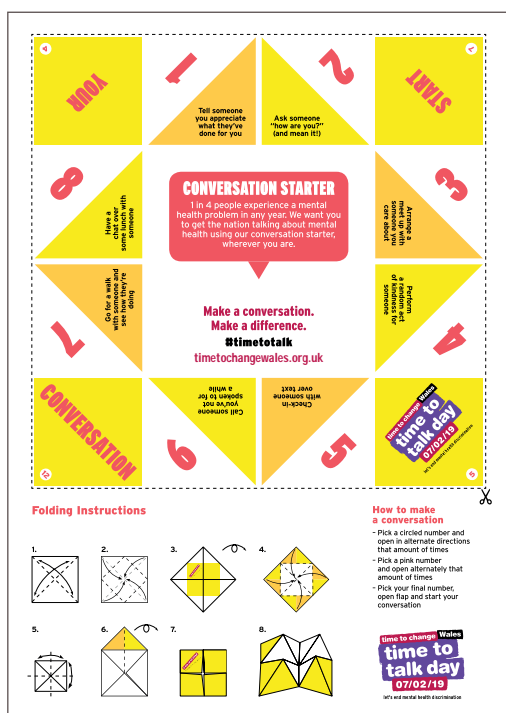 4
YOUR
1
2
START
7
Tell someone
you appreciate
what they've
done for you
Ask someone
"how are you?"
(and mean it!)
8
Have a
chat over
some lunch with
someone
CONVERSATION STARTER
1 in 4 people experience a mental
health problem in any year. We want you
to get the nation talking about mental
health using our conversation starter,
wherever you are.
3
Arrange a
meet up with
someone you
care about
7
Go for a walk
with someone and
see how they're
doing
Make a conversation.
Make a difference.
#timetotalk
timetochangewales.org.uk
Perform
a random act
of kindness for
someone
4
CONVERSATION
12
6
Call someone
you've not
spoken to for
a while
Check-in
with someone
over text
5
time to change Wales
time to
talk day
07/02/19
let's end mental health discrimination
5
Folding Instructions
1.
2.
3.
4.
5.
6.
7.
8.
How to make
a conversation
– Pick a circled number and
open in alternate directions
that amount of times
– Pick a pink number
and open alternately that
amount of times
– Pick your final number,
open flap and start your
conversation
time to change Wales
time to
talk day
07/02/19
let's end mental health discrimination